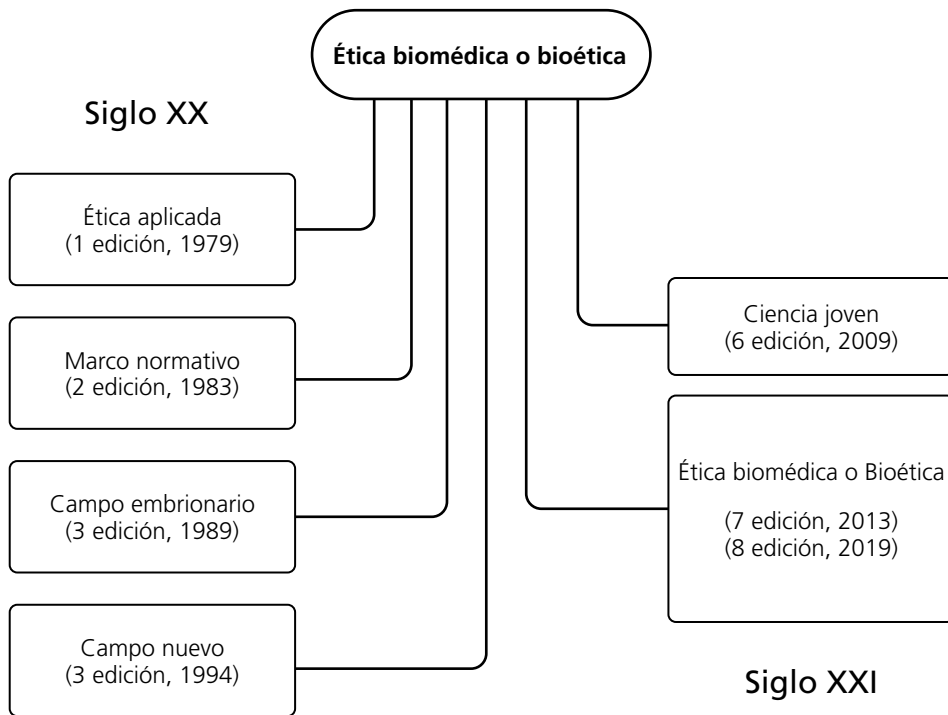 Ética biomédica o bioética
Siglo XX
Ética aplicada
(1 edición, 1979)
Marco normativo
(2 edición, 1983)
Campo embrionario
(3 edición, 1989)
Campo nuevo
(3 edición, 1994)
Ciencia joven
(6 edición, 2009)
Ética biomédica o Bioética
(7 edición, 2013)
(8 edición, 2019)
Siglo XXI